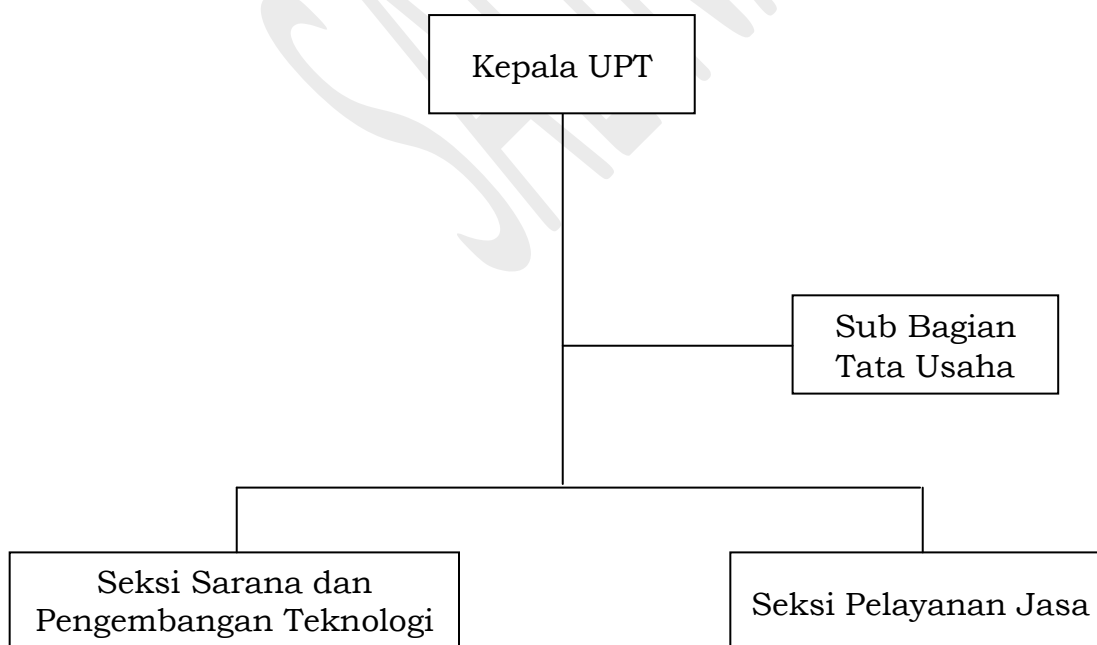 Kepala UPT
Sub Bagian
Tata Usaha
Seksi Sarana dan
Pengembangan Teknologi
Seksi Pelayanan Jasa